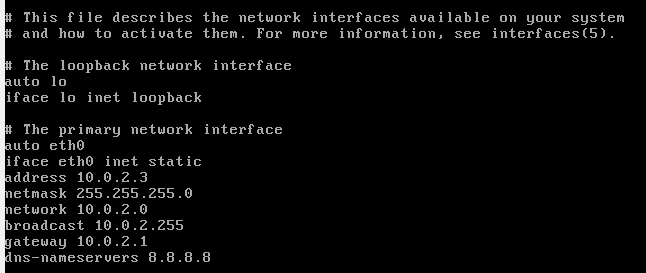 # This file describes the network interfaces available on your system
# and how to activate them. For more information, see interfaces(5).
# The loopback network interface
auto lo
iface lo inet loopback
# The primary network interface
auto eth0
iface eth0 inet static
address 10.0.2.3
netmask 255.255.255.0
network 10.0.2.0
broadcast 10.0.2.255
gateway 10.0.2.1
dns-nameservers 8.8.8.8